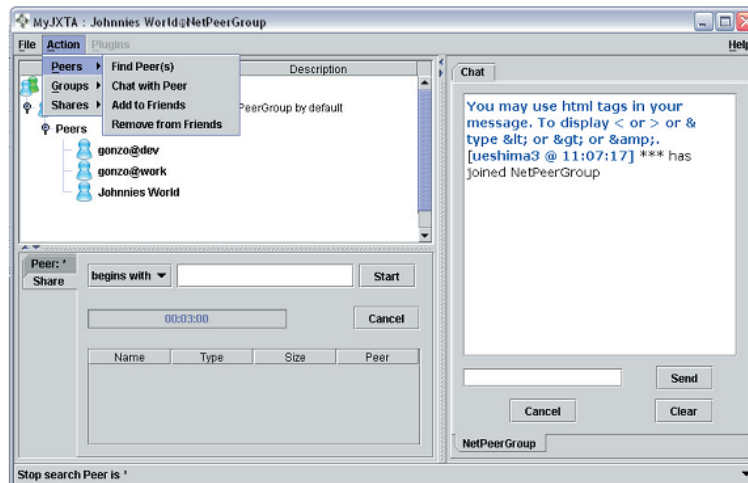 MyJXTA : Johnnies World@NetPeerGroup
File Action Plugins Help
Peers Find Peer(s)
Groups Chat with Peer
Shares Add to Friends
Remove from Friends
Description
PeerGroup by default
Peers
gonzo@dev
gonzo@work
Johnnies World
Peer: *
Share
begins with Start
00:03:00 Cancel
Name Type Size Peer
Chat
You may use html tags in your
message. To display < or > or &
type &lt; or &gt; or &amp;.
[ueshima3 @ 11:07:17] *** has
joined NetPeerGroup
Send
Cancel Clear
NetPeerGroup
Stop search Peer is *